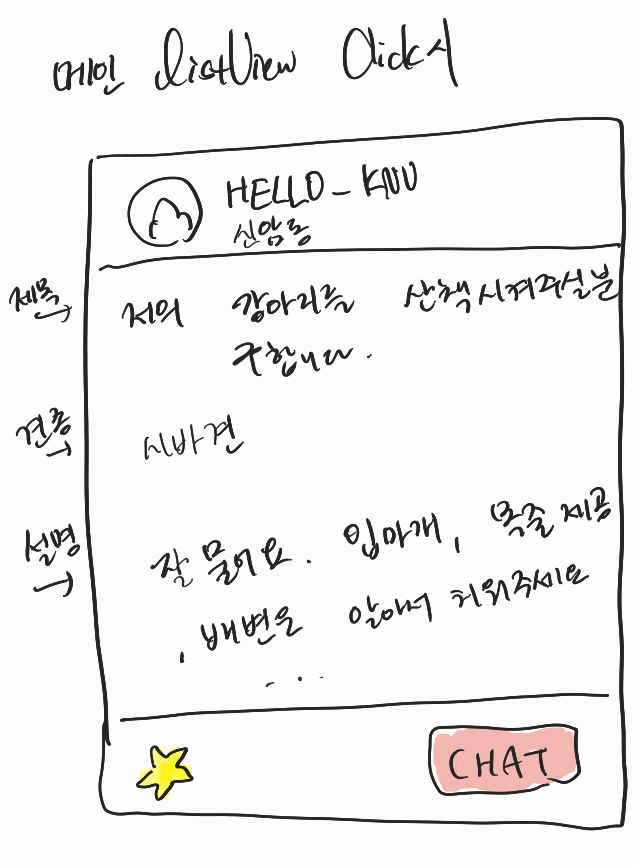 메인 ListView Click시
HELLO_KNU
신암동
제목
저의 강아리를 산책시켜주실분
구합니다.
견종
시바견
설명
잘 물어요. 입마개, 목줄 제공
, 배변은 알아서 치워주세요
...
CHAT